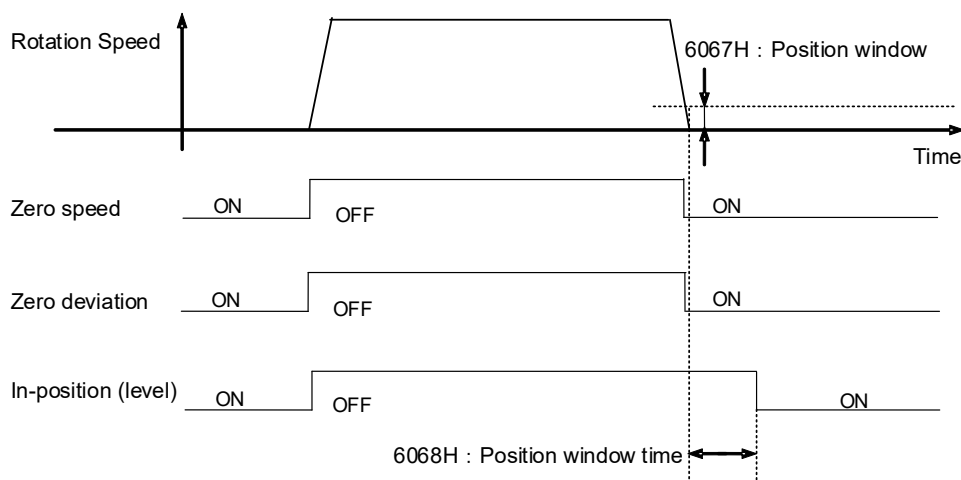 Rotation Speed
6067H : Position window
Time
Zero speed
ON
OFF
ON
Zero deviation
ON
OFF
ON
In-position (level)
ON
OFF
ON
6068H : Position window time